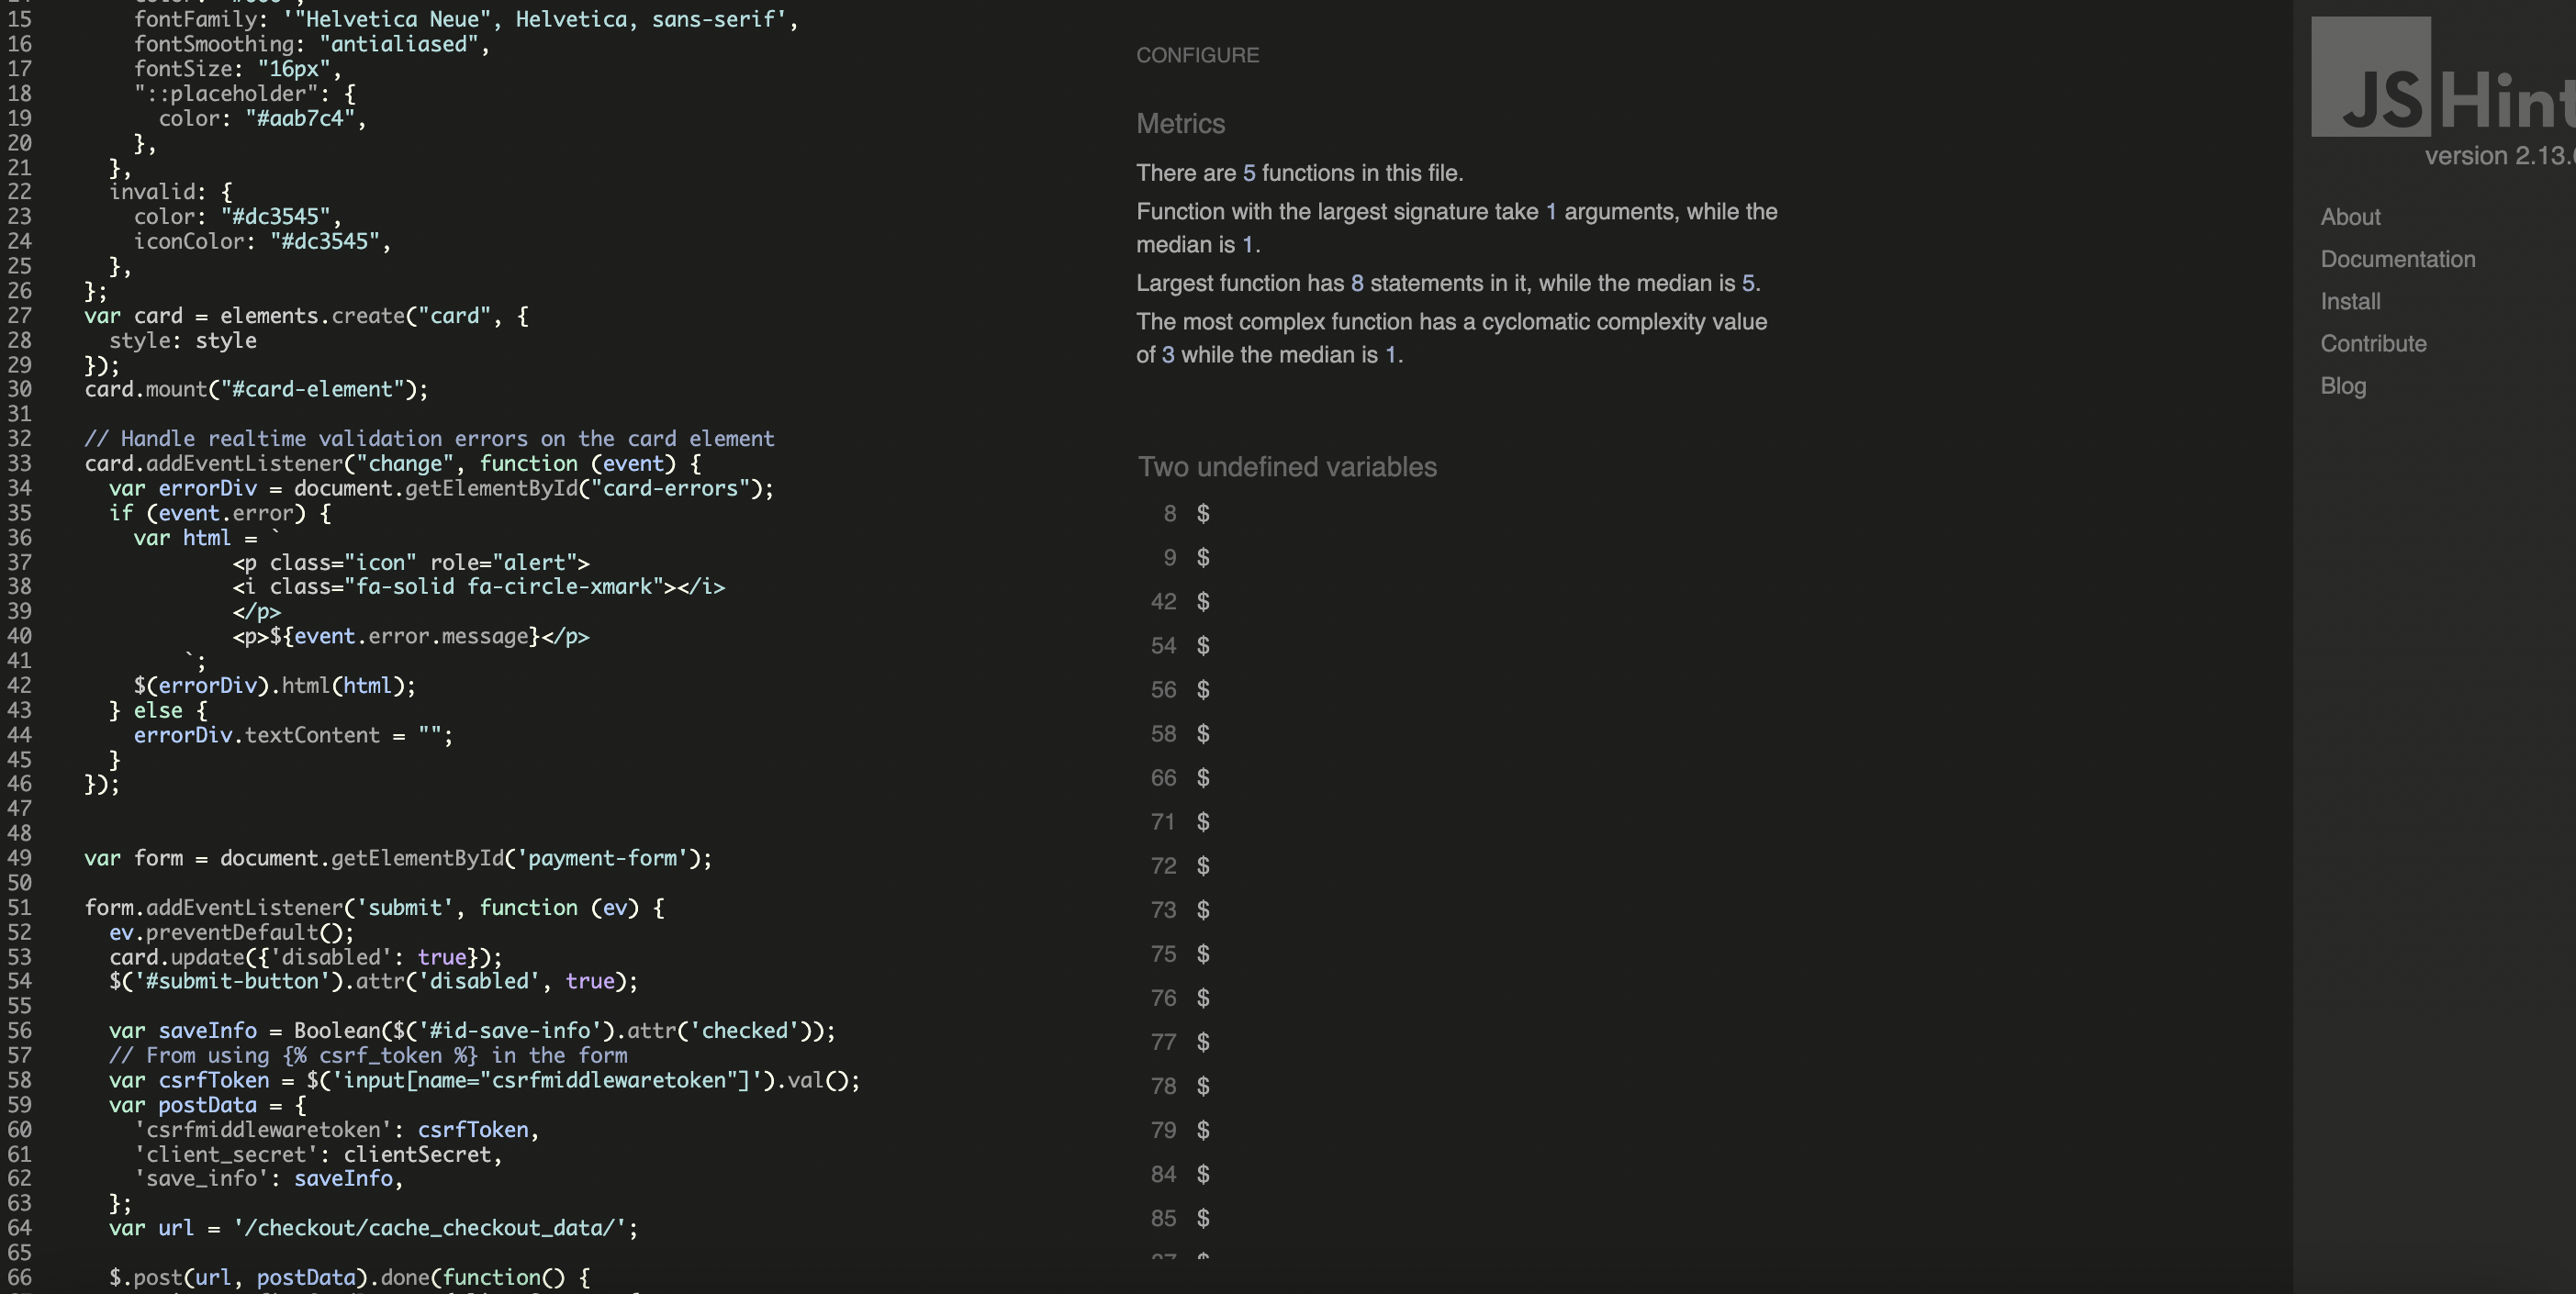 15 fontFamily: '"Helvetica Neue", Helvetica, sans-serif',
16 fontSmoothing: "antialiased",
17 fontSize: "16px",
18 "::placeholder": {
19 color: "#aab7c4",
20 },
21 },
22 invalid: {
23 color: "#dc3545",
24 iconColor: "#dc3545",
25 },
26 };
27 var card = elements.create("card", {
28 style: style
29 });
30 card.mount("#card-element");
31
32 // Handle realtime validation errors on the card element
33 card.addEventListener("change", function (event) {
34 var errorDiv = document.getElementById("card-errors");
35 if (event.error) {
36 var html = `
37 <p class="icon" role="alert">
38 <i class="fa-solid fa-circle-xmark"></i>
39 </p>
40 <p>${event.error.message}</p>
41 `;
42 $(errorDiv).html(html);
43 } else {
44 errorDiv.textContent = "";
45 }
46 });
47
48
49 var form = document.getElementById('payment-form');
50
51 form.addEventListener('submit', function (ev) {
52 ev.preventDefault();
53 card.update({'disabled': true});
54 $('#submit-button').attr('disabled', true);
55
56 var saveInfo = Boolean($('#id-save-info').attr('checked'));
57 // From using {% csrf_token %} in the form
58 var csrfToken = $('input[name="csrfmiddlewaretoken"]').val();
59 var postData = {
60 'csrfmiddlewaretoken': csrfToken,
61 'client_secret': clientSecret,
62 'save_info': saveInfo,
63 };
64 var url = '/checkout/cache_checkout_data/';
65
66 $.post(url, postData).done(function() {
CONFIGURE
Metrics
There are 5 functions in this file.
Function with the largest signature take 1 arguments, while the
median is 1.
Largest function has 8 statements in it, while the median is 5.
The most complex function has a cyclomatic complexity value
of 3 while the median is 1.
Two undefined variables
8 $
9 $
42 $
54 $
56 $
58 $
66 $
71 $
72 $
73 $
75 $
76 $
77 $
78 $
79 $
84 $
85 $
JSHint
version 2.13.
About
Documentation
Install
Contribute
Blog